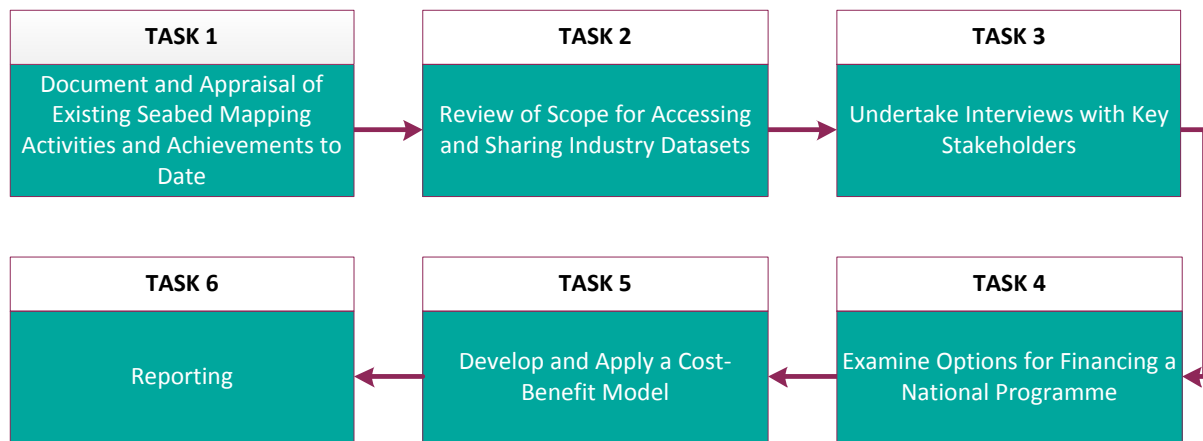 TASK 1
Document and Appraisal of
Existing Seabed Mapping
Activities and Achievements to
Date
TASK 2
Review of Scope for Accessing
and Sharing Industry Datasets
TASK 3
Undertake Interviews with Key
Stakeholders
TASK 4
Examine Options for Financing a
National Programme
TASK 5
Develop and Apply a Cost-
Benefit Model
TASK 6
Reporting